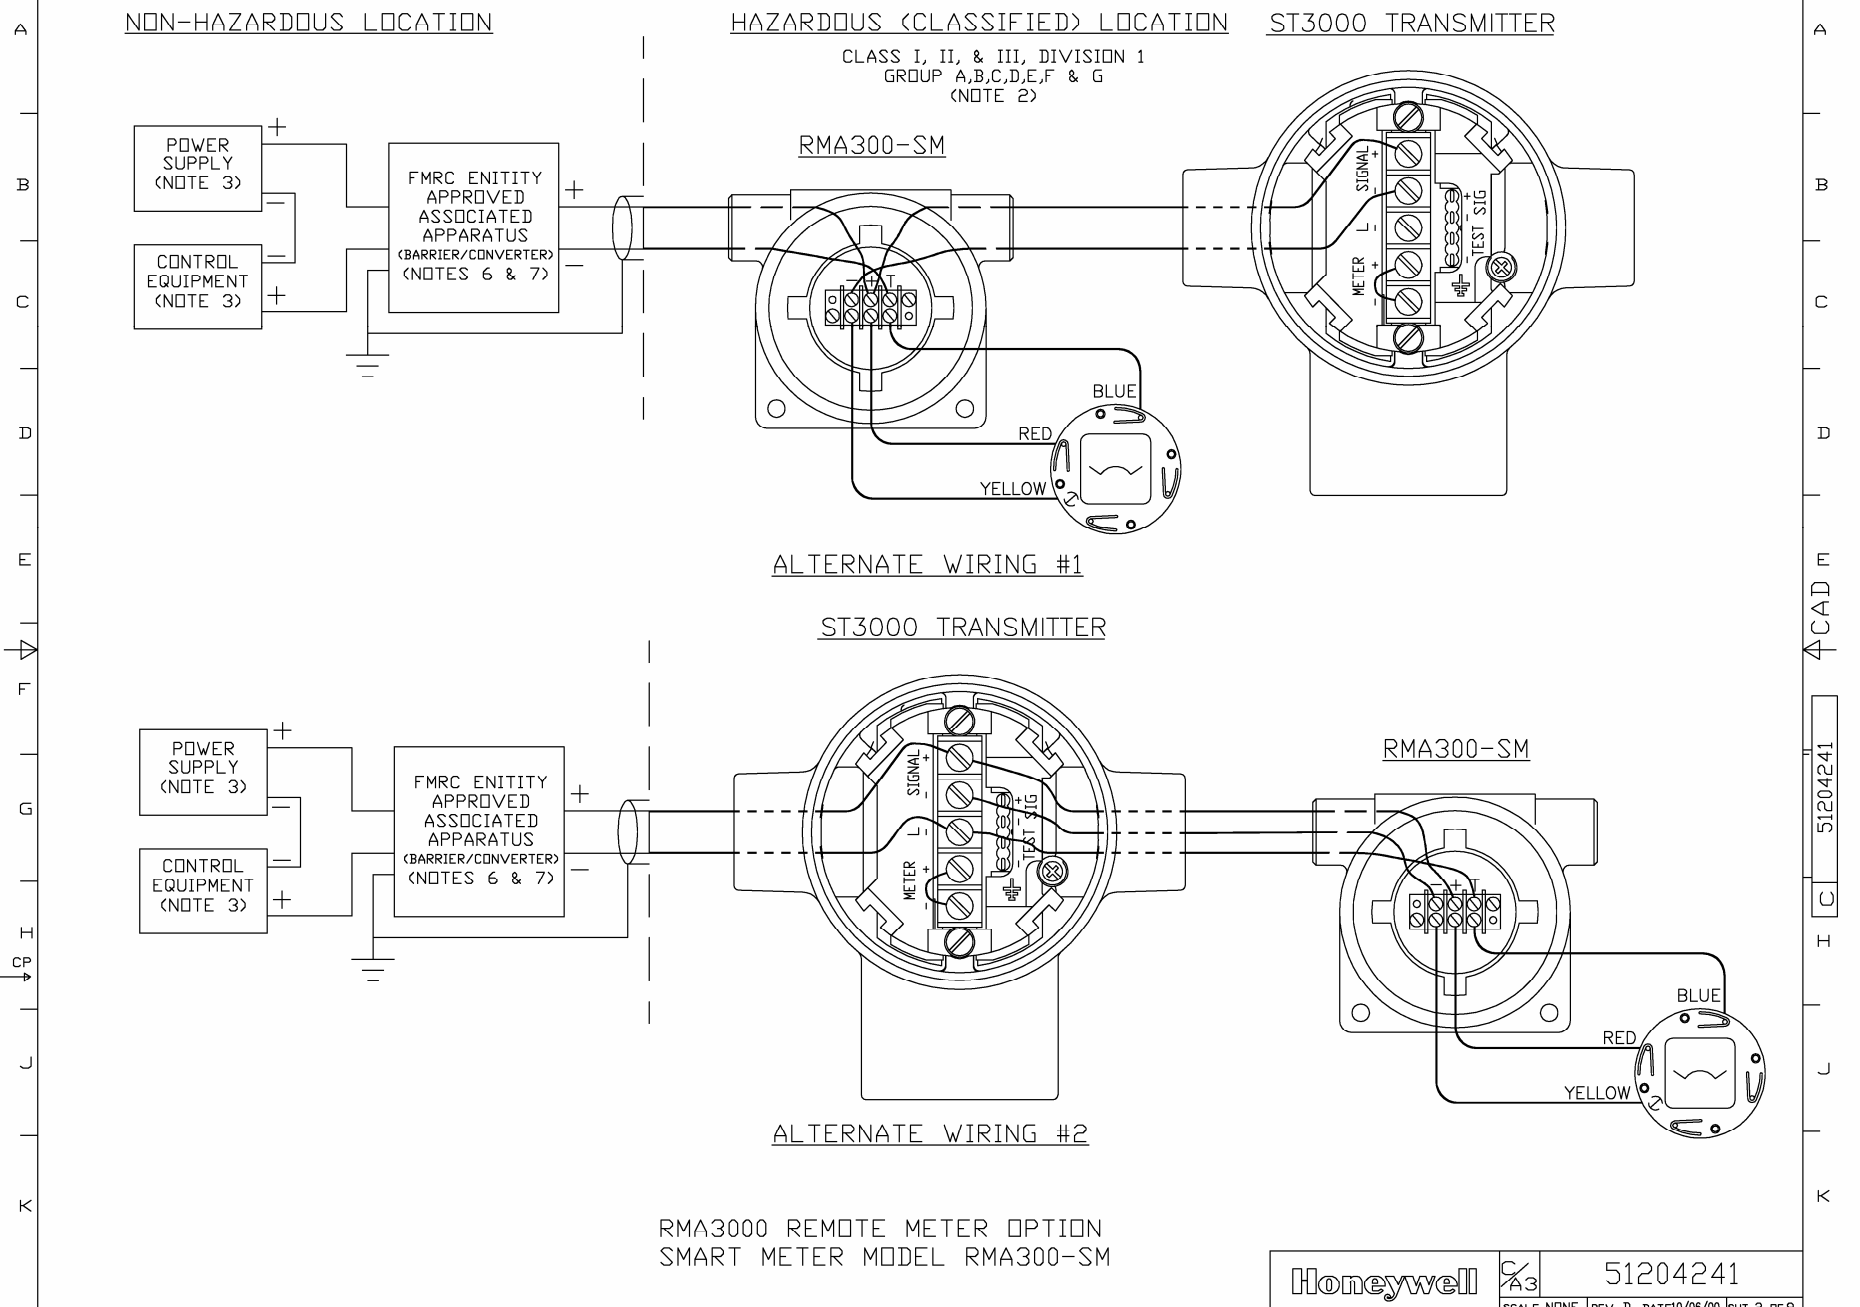 NON-HAZARDOUS LOCATION
HAZARDOUS (CLASSIFIED) LOCATION
ST3000 TRANSMITTER
CLASS I, II, & III, DIVISION 1
GROUP A,B,C,D,E,F & G
(NOTE 2)
A
A
RMA300-SM
POWER
SUPPLY
(NOTE 3)
+
-
CONTROL
EQUIPMENT
(NOTE 3)
+
FMRC ENITITY
APPROVED
ASSOCIATED
APPARATUS
(BARRIER/CONVERTER)
(NOTES 6 & 7)
+
-
- + T
SIGNAL
+
-
L
-
METER
+
-
TEST SIG
+
-
-
B
B
C
C
BLUE
RED
YELLOW
D
D
ALTERNATE WIRING #1
E
E
CAD
ST3000 TRANSMITTER
F
POWER
SUPPLY
(NOTE 3)
+
-
CONTROL
EQUIPMENT
(NOTE 3)
+
FMRC ENITITY
APPROVED
ASSOCIATED
APPARATUS
(BARRIER/CONVERTER)
(NOTES 6 & 7)
+
-
SIGNAL
+
-
L
-
METER
+
-
TEST SIG
+
-
-
RMA300-SM
- + T
51204241
C
G
H
H
CP
BLUE
RED
YELLOW
J
J
ALTERNATE WIRING #2
K
K
RMA3000 REMOTE METER OPTION
SMART METER MODEL RMA300-SM
Honeywell
C/A3
51204241